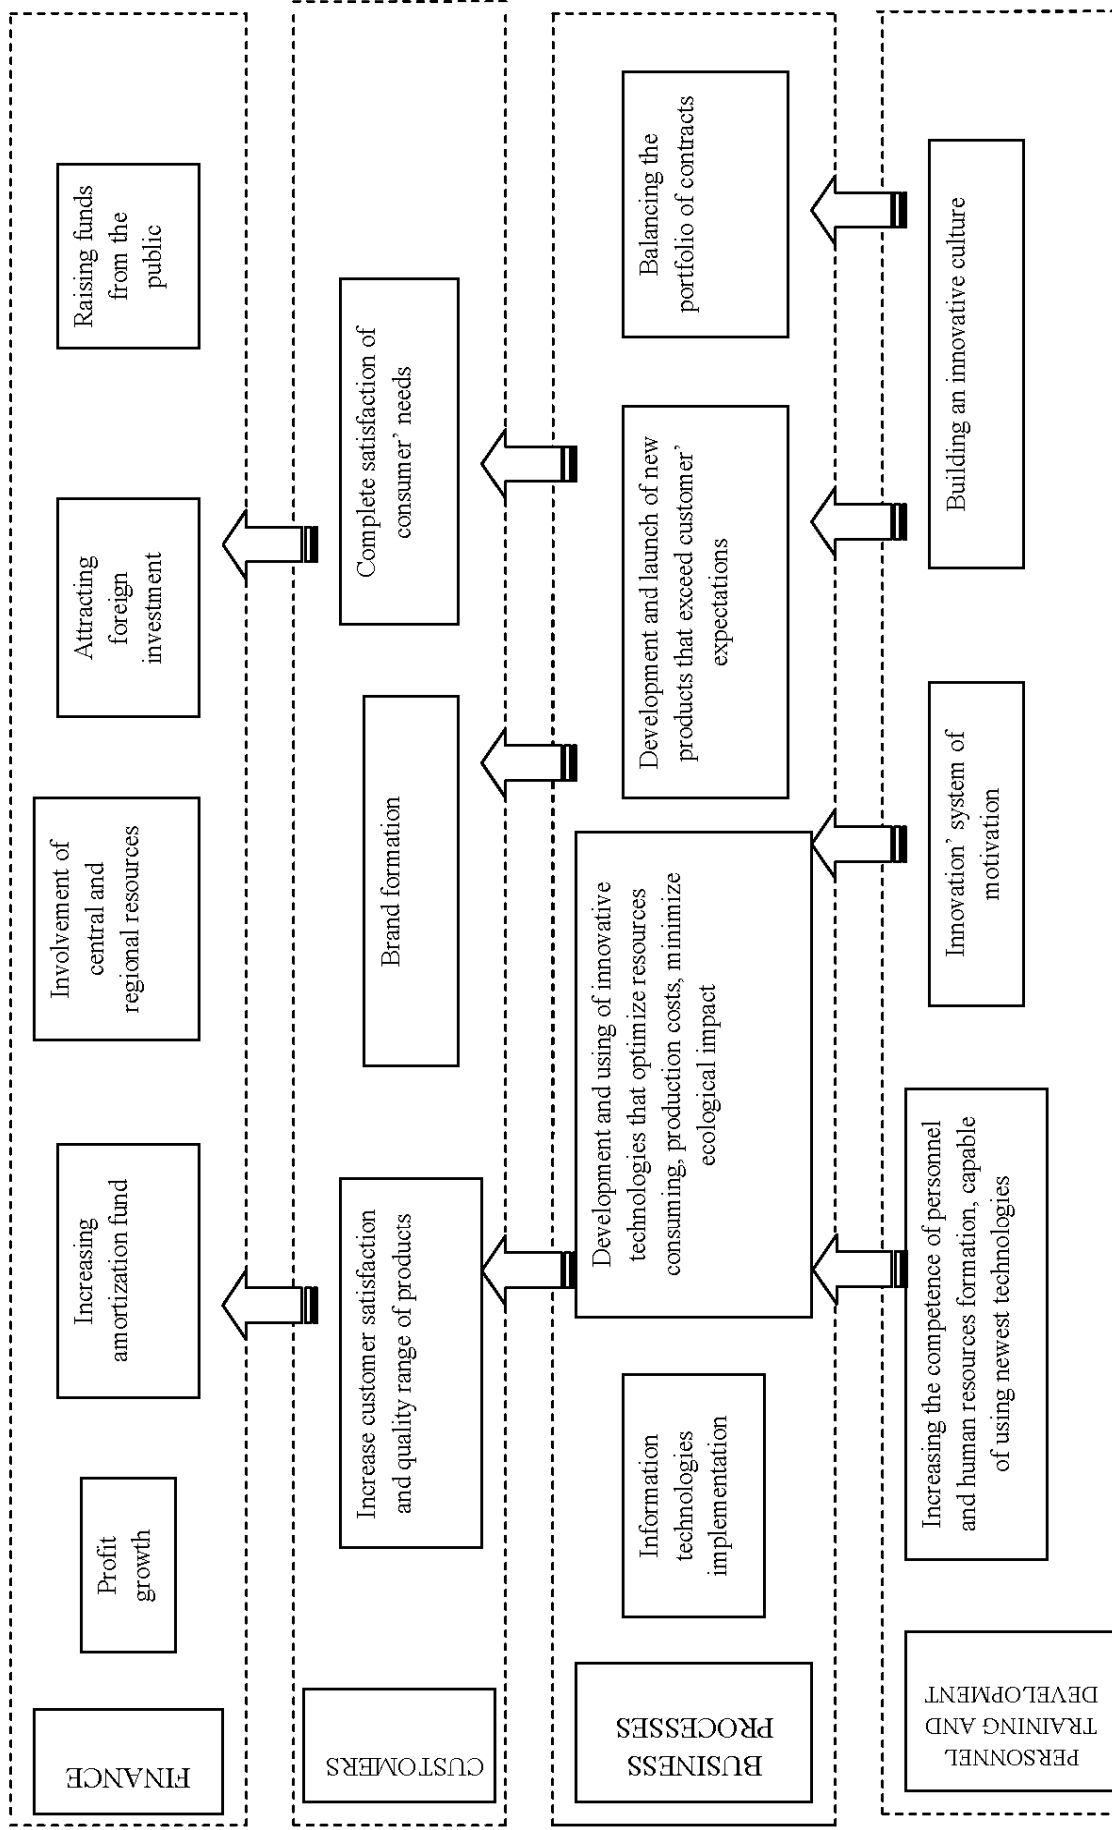 FINANCE
Profit
growth
Increasing
amortization fund
Involvement of
central and
regional resources
Attracting
foreign
investment
Raising funds
from the
public
CUSTOMERS
Increase customer satisfaction
and quality range of products
Brand formation
Complete satisfaction of
consumer’ needs
BUSINESS
PROCESSES
Information
technologies
implementation
Development and using of innovative
technologies that optimize resources
consuming, production costs, minimize
ecological impact
Development and launch of new
products that exceed customer’
expectations
Balancing the
portfolio of contracts
PERSONNEL
TRAINING AND
DEVELOPMENT
Increasing the competence of personnel
and human resources formation, capable
of using newest technologies
Innovation’ system of
motivation
Building an innovative culture